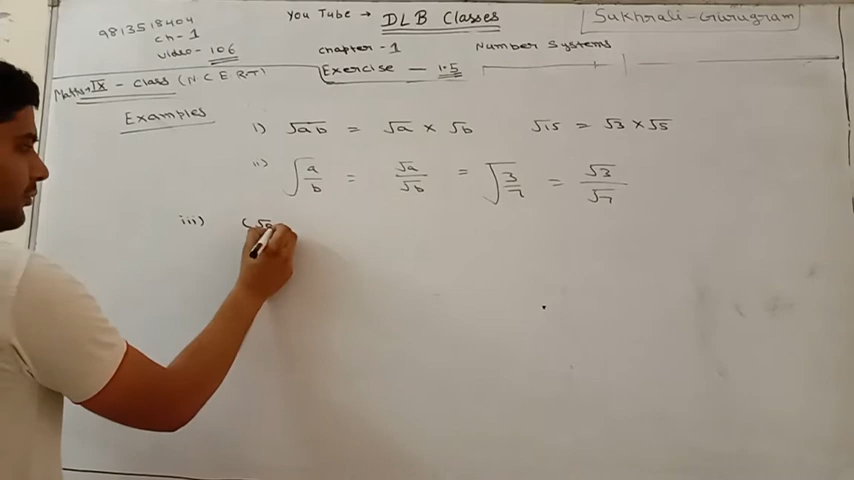 9813518404
ch-1
video- 106
You Tube → DLB Classes
Sukhrali-Gurugram
chapter-1
Number Systems
Maths → IX - class (N C E R T)
Exercise — 1.5
Examples
i) √ab = √a × √b √15 = √3 × √5
ii) √a/b = √a/√b = √3/7 = √3/√7
iii) (√a